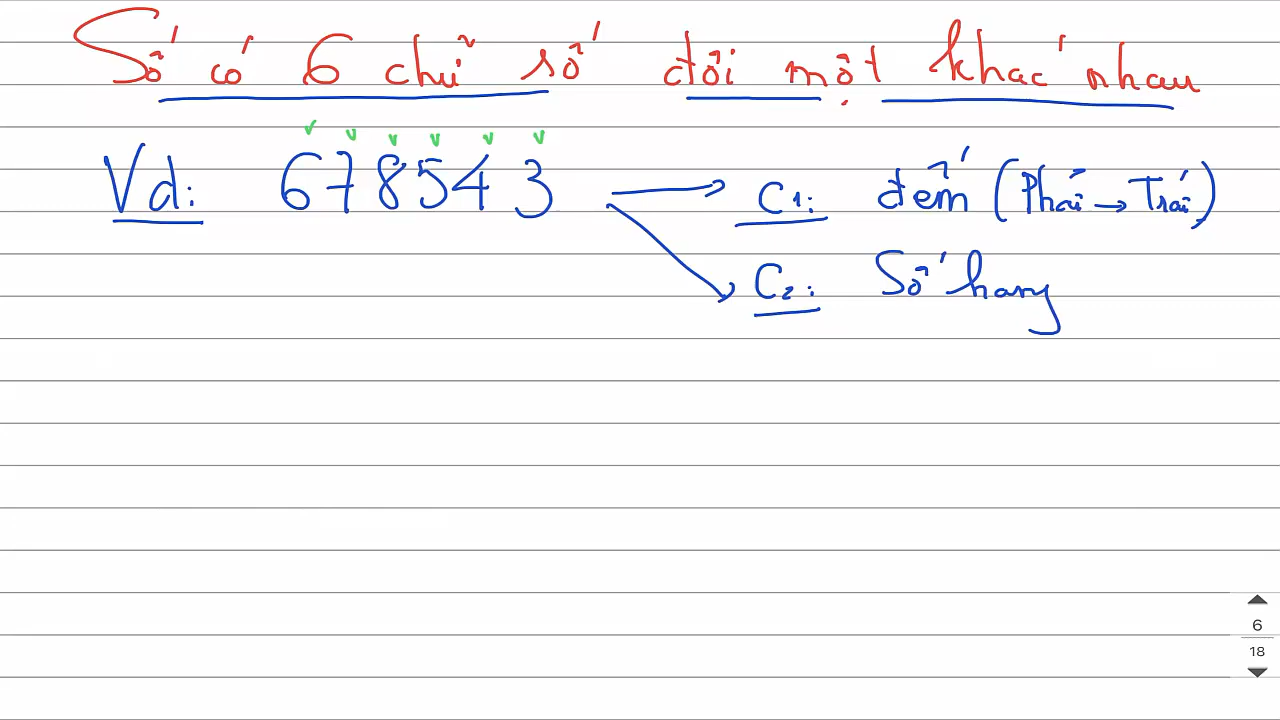 Số có 6 chữ số đôi một khác nhau
Vd: 678543 → C1: đếm (Phải → Trái)
C2: Số hạng
6
18